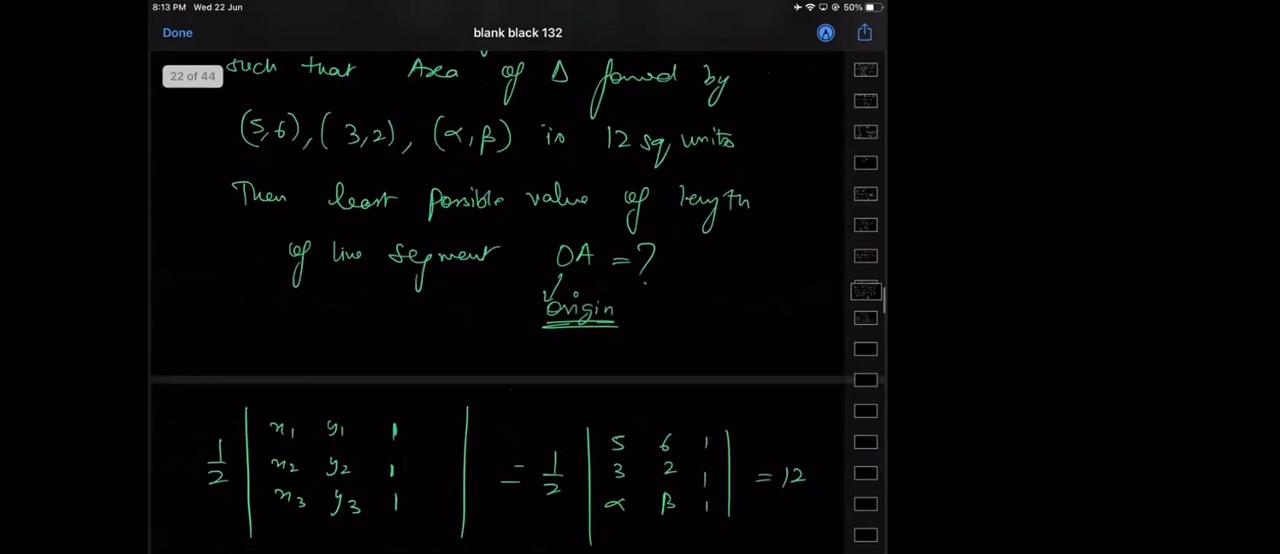 8:13 PM Wed 22 Jun
50%
Done
blank black 132
22 of 44
such that Area of Δ formed by
(5,6), (3,2), (α,β) is 12 sq units
Then least possible value of length
of line segment OA = ?
origin
1/2 | x1 y1 1 | = 1/2 | 5 6 1 | = 12
| x2 y2 1 | | 3 2 1 |
| x3 y3 1 | | α β 1 |